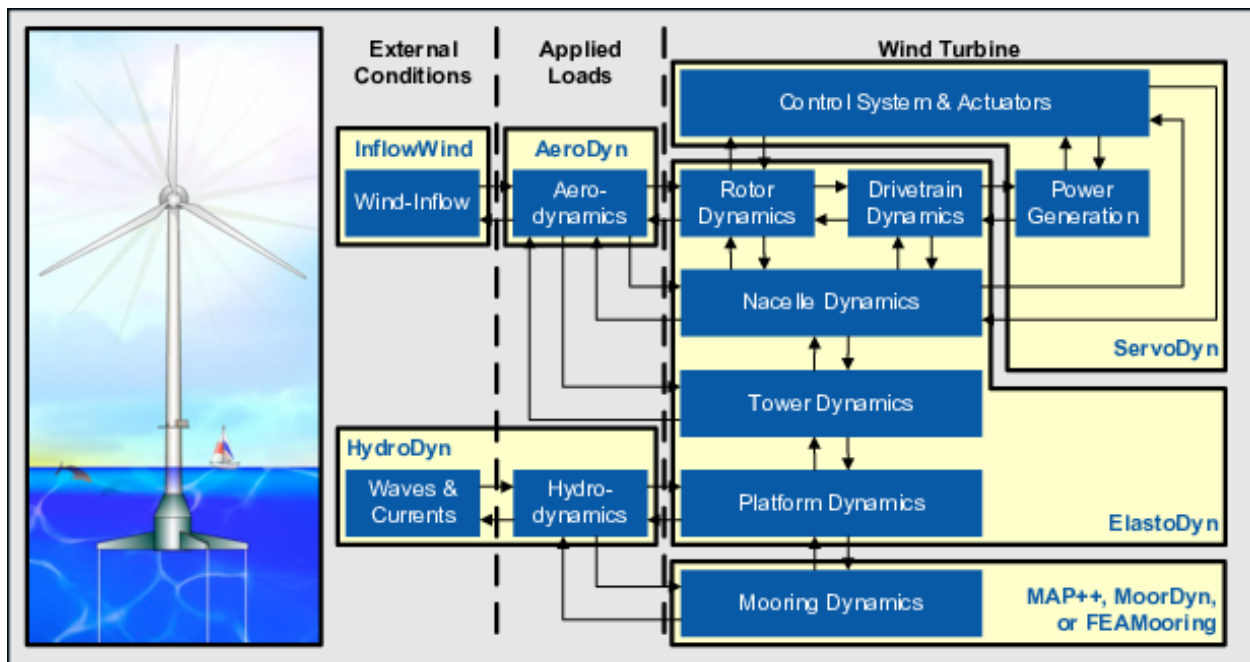 External
Conditions
Applied
Loads
Wind Turbine
Control System & Actuators
InflowWind
AeroDyn
Wind-Inflow
Aero-
dynamics
Rotor
Dynamics
Drivetrain
Dynamics
Power
Generation
Nacelle Dynamics
ServoDyn
Tower Dynamics
HydroDyn
Waves &
Currents
Hydro-
dynamics
Platform Dynamics
ElastoDyn
Mooring Dynamics
MAP++, MoorDyn,
or FEAMooring